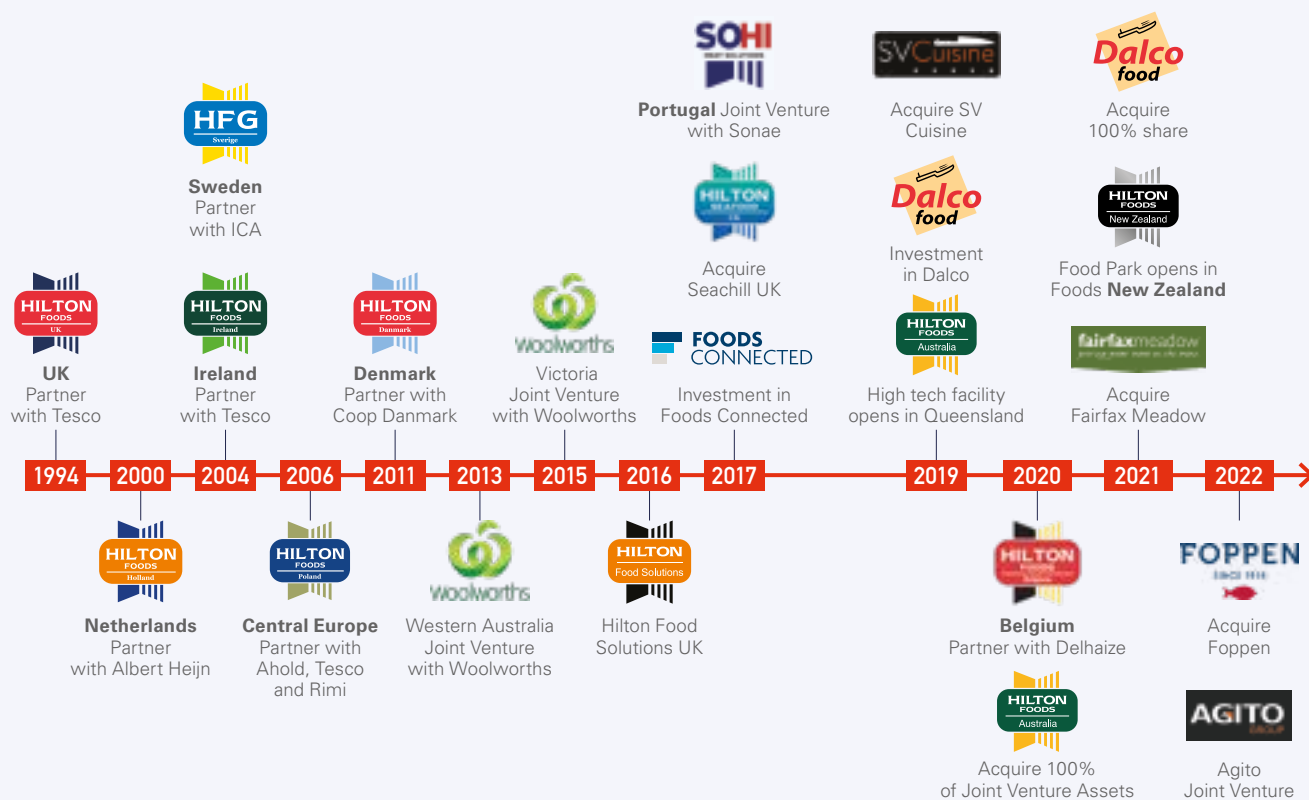 SOHI
Portugal Joint Venture
with Sonae
SVCuisine
Acquire SV
Cuisine
Dalco
food
Acquire
100% share
HFG
Sverige
Sweden
Partner
with ICA
HILTON
SEAFOOD
UK
Acquire
Seachill UK
Dalco
food
Investment
in Dalco
HILTON
FOODS
New Zealand
Food Park opens in
Foods New Zealand
HILTON
FOODS
UK
UK
Partner
with Tesco
HILTON
FOODS
Ireland
Ireland
Partner
with Tesco
HILTON
FOODS
Danmark
Denmark
Partner with
Coop Danmark
Woolworths
Victoria
Joint Venture
with Woolworths
FOODS
CONNECTED
Investment in
Foods Connected
HILTON
FOODS
Australia
High tech facility
opens in Queensland
fairfaxmeadow
Acquire
Fairfax Meadow
1994 2000 2004 2006 2011 2013 2015 2016 2017 2019 2020 2021 2022
HILTON
FOODS
Holland
Netherlands
Partner
with Albert Heijn
HILTON
FOODS
Poland
Central Europe
Partner with
Ahold, Tesco
and Rimi
Woolworths
Western Australia
Joint Venture
with Woolworths
HILTON
Food Solutions
Hilton Food
Solutions UK
HILTON
FOODS
Belgium
Partner with Delhaize
HILTON
FOODS
Australia
Acquire 100%
of Joint Venture Assets
FOPPEN
SINCE 1918
Acquire
Foppen
AGITO
GROUP
Agito
Joint Venture